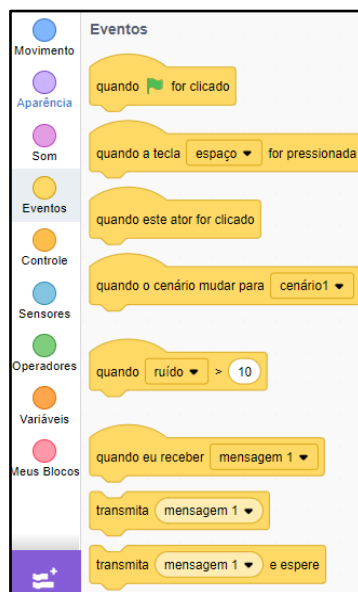 Movimento
Aparência
Som
Eventos
Controle
Sensores
Operadores
Variáveis
Meus Blocos
Eventos
quando for clicado
quando a tecla espaço for pressionada
quando este ator for clicado
quando o cenário mudar para cenário1
quando ruído > 10
quando eu receber mensagem 1
transmita mensagem 1
transmita mensagem 1 e espere